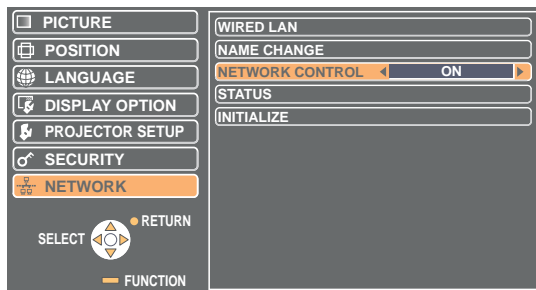 PICTURE
POSITION
LANGUAGE
DISPLAY OPTION
PROJECTOR SETUP
SECURITY
NETWORK
RETURN
SELECT
FUNCTION
WIRED LAN
NAME CHANGE
NETWORK CONTROL ON
STATUS
INITIALIZE